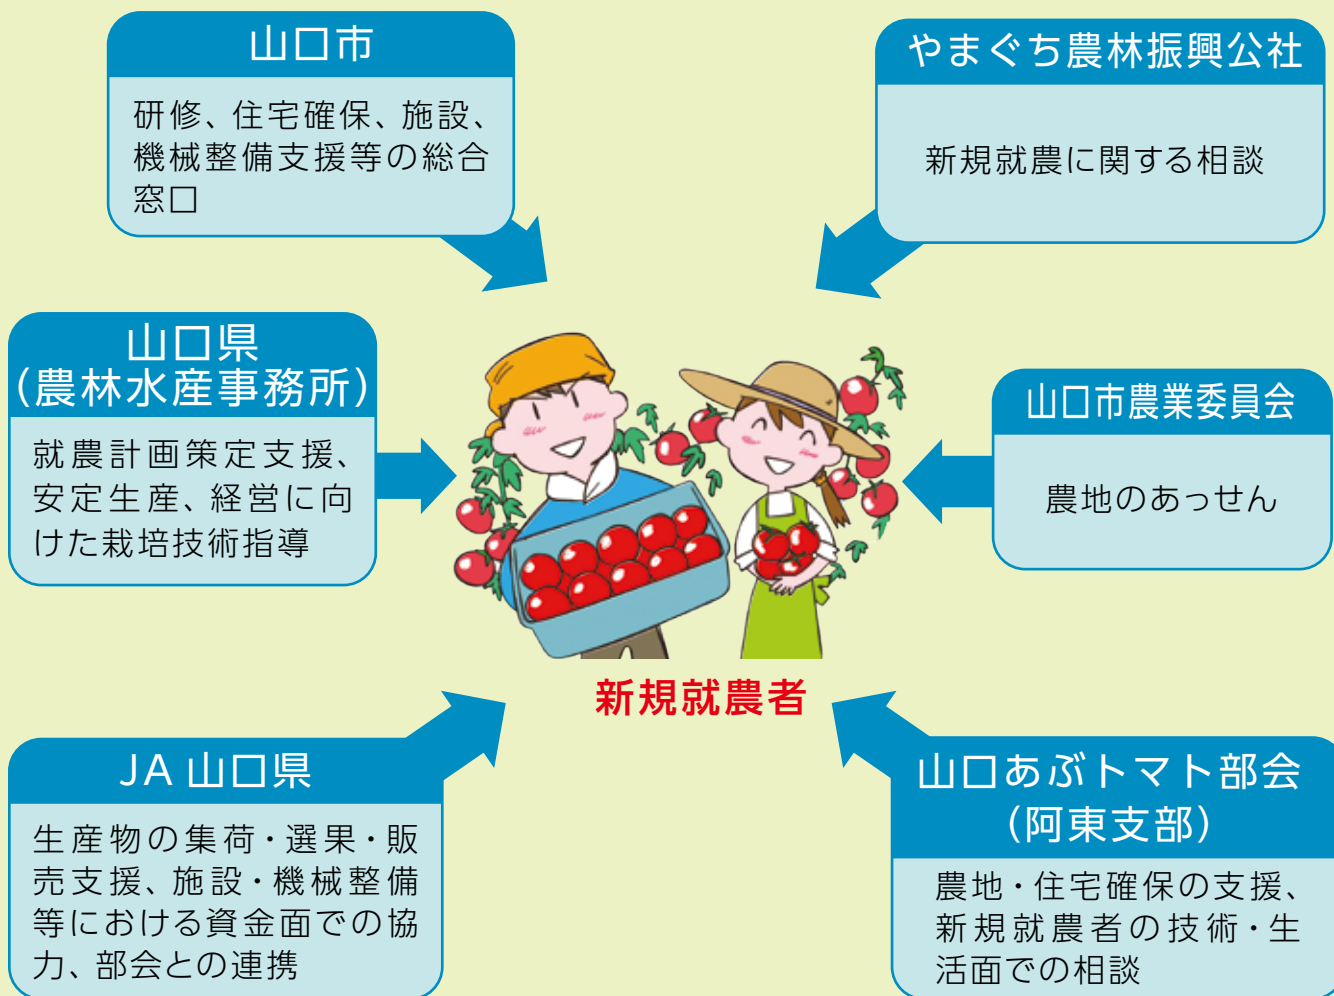 山口市
研修、住宅確保、施設、
機械整備支援等の総合
窓口
やまぐち農林振興公社
新規就農に関する相談
山口県
(農林水産事務所)
就農計画策定支援、
安定生産、経営に向
けた栽培技術指導
山口市農業委員会
農地のあっせん
新規就農者
JA 山口県
生産物の集荷・選果・販
売支援、施設・機械整備
等における資金面での協
力、部会との連携
山口あぶトマト部会
(阿東支部)
農地・住宅確保の支援、
新規就農者の技術・生
活面での相談